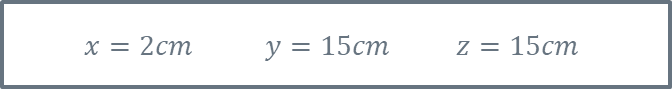 x = 2cm y = 15cm z = 15cm